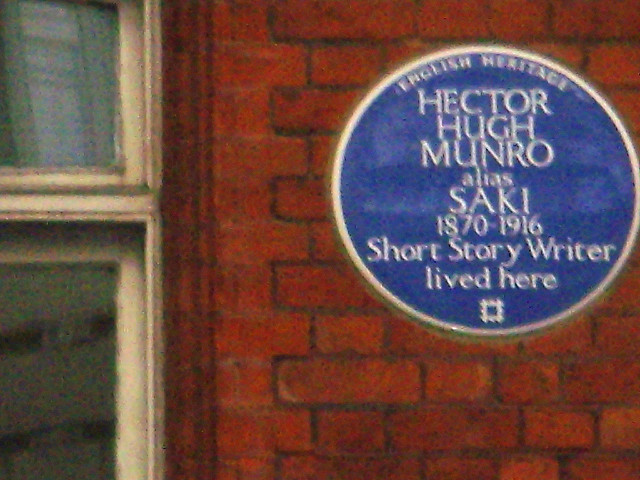 ENGLISH HERITAGE
HECTOR
HUGH
MUNRO
alias
SAKI
1870-1916
Short Story Writer
lived here